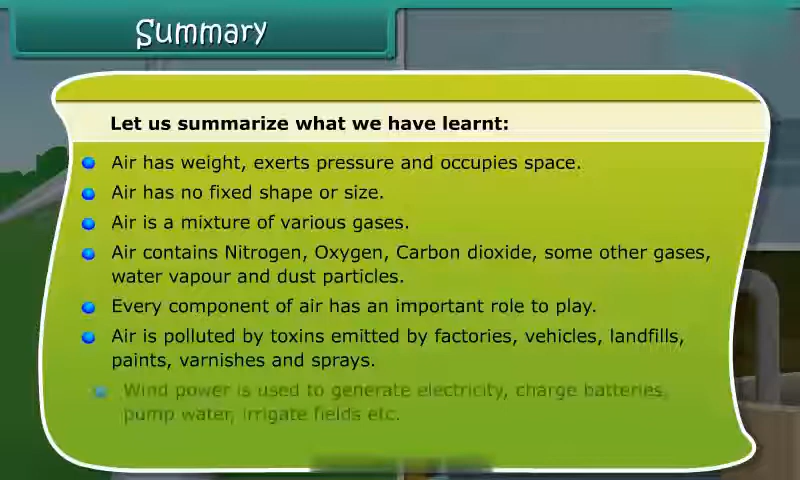 Summary
Let us summarize what we have learnt:
Air has weight, exerts pressure and occupies space.
Air has no fixed shape or size.
Air is a mixture of various gases.
Air contains Nitrogen, Oxygen, Carbon dioxide, some other gases,
water vapour and dust particles.
Every component of air has an important role to play.
Air is polluted by toxins emitted by factories, vehicles, landfills,
paints, varnishes and sprays.
Wind power is used to generate electricity, charge batteries,
pump water, irrigate fields etc.